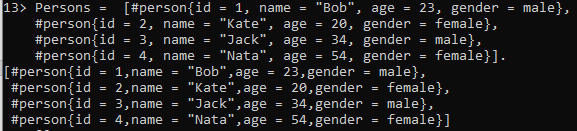 13> Persons =  [#person{id = 1, name = "Bob", age = 23, gender = male},
    #person{id = 2, name = "Kate", age = 20, gender = female},
    #person{id = 3, name = "Jack", age = 34, gender = male},
    #person{id = 4, name = "Nata", age = 54, gender = female}].
[#person{id = 1,name = "Bob",age = 23,gender = male},
 #person{id = 2,name = "Kate",age = 20,gender = female},
 #person{id = 3,name = "Jack",age = 34,gender = male},
 #person{id = 4,name = "Nata",age = 54,gender = female}]